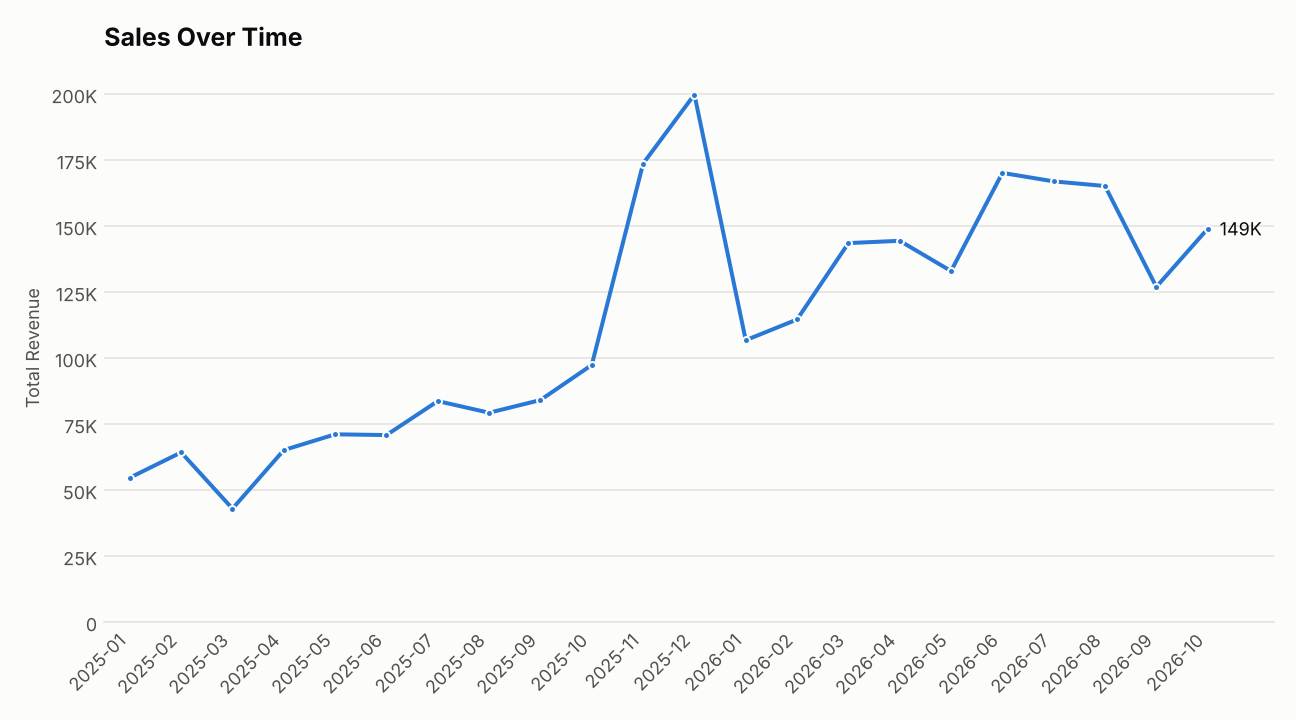 Sales Over Time
Total Revenue
200K
175K
150K
125K
100K
75K
50K
25K
0
149K
2025-01
2025-02
2025-03
2025-04
2025-05
2025-06
2025-07
2025-08
2025-09
2025-10
2025-11
2025-12
2026-01
2026-02
2026-03
2026-04
2026-05
2026-06
2026-07
2026-08
2026-09
2026-10